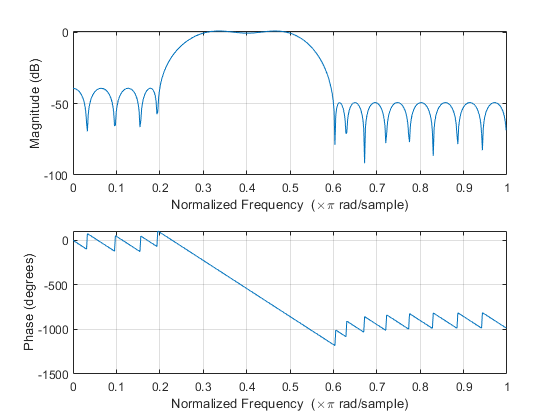 0
-50
-100
Magnitude (dB)
0 0.1 0.2 0.3 0.4 0.5 0.6 0.7 0.8 0.9 1
Normalized Frequency (×π rad/sample)
0
-500
-1000
-1500
Phase (degrees)
0 0.1 0.2 0.3 0.4 0.5 0.6 0.7 0.8 0.9 1
Normalized Frequency (×π rad/sample)